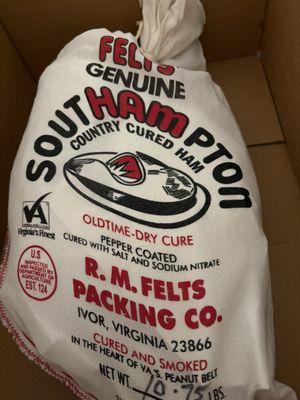 FELTS'
GENUINE
SOUTHAMPTON
COUNTRY CURED HAM
VA
Virginia's Finest
OLDTIME-DRY CURE
PEPPER COATED
CURED WITH SALT AND SODIUM NITRATE
U.S
INSPECTED
AND PASSED BY
DEPARTMENT OF
AGRICULTURE
EST. 124
R. M. FELTS
PACKING CO.
IVOR, VIRGINIA 23866
CURED AND SMOKED
IN THE HEART OF VA'S. PEANUT BELT
NET WT. 10.75 LBS.